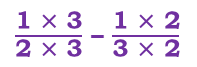 1 × 3 / 2 × 3 − 1 × 2 / 3 × 2